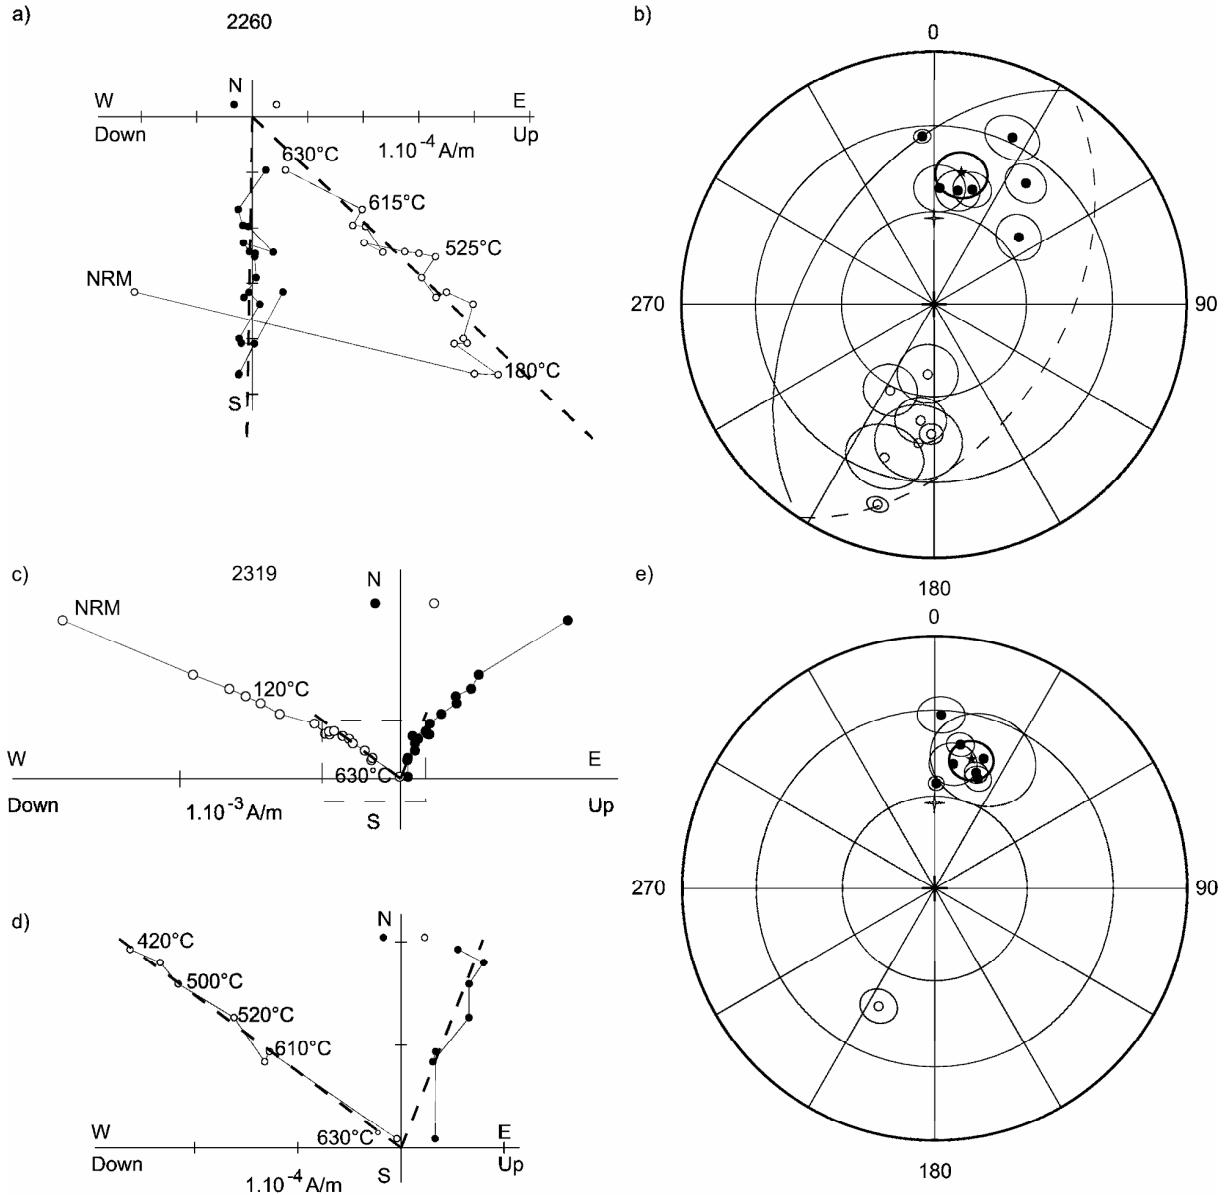 a)
2260
N
W
E
Down
Up
1.10⁻⁴ A/m
630°C
615°C
525°C
NRM
180°C
S
b)
0
270
90
180
c)
2319
N
NRM
120°C
W
E
630°C
Down
Up
1.10⁻³ A/m
S
d)
N
420°C
500°C
520°C
610°C
630°C
W
E
Down
Up
1.10⁻⁴ A/m
S
e)
0
270
90
180